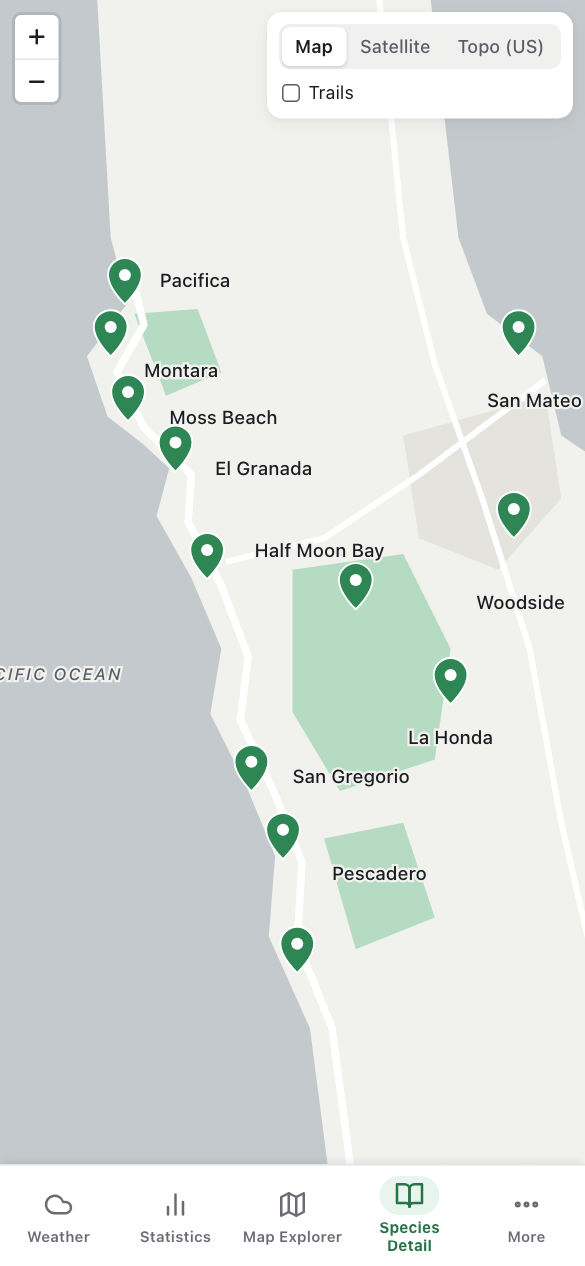 +
−
Map Satellite Topo (US)
Trails
Pacifica
Montara
San Mateo
Moss Beach
El Granada
Half Moon Bay
Woodside
CIFIC OCEAN
La Honda
San Gregorio
Pescadero
Weather
Statistics
Map Explorer
Species
Detail
More